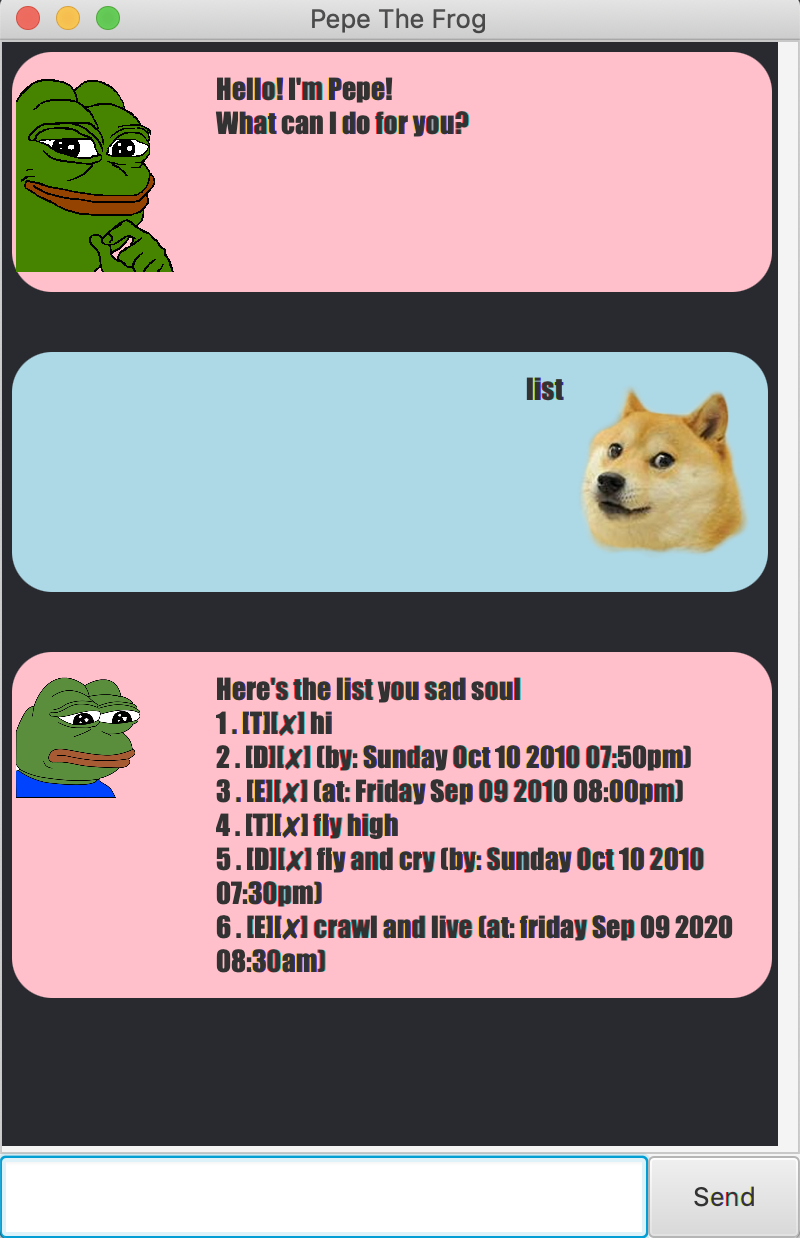 Pepe The Frog
Hello! I'm Pepe!
What can I do for you?
list
Here's the list you sad soul
1 . [T][✗] hi
2 . [D][✗] (by: Sunday Oct 10 2010 07:50pm)
3 . [E][✗] (at: Friday Sep 09 2010 08:00pm)
4 . [T][✗] fly high
5 . [D][✗] fly and cry (by: Sunday Oct 10 2010
07:30pm)
6 . [E][✗] crawl and live (at: friday Sep 09 2020
08:30am)
Send